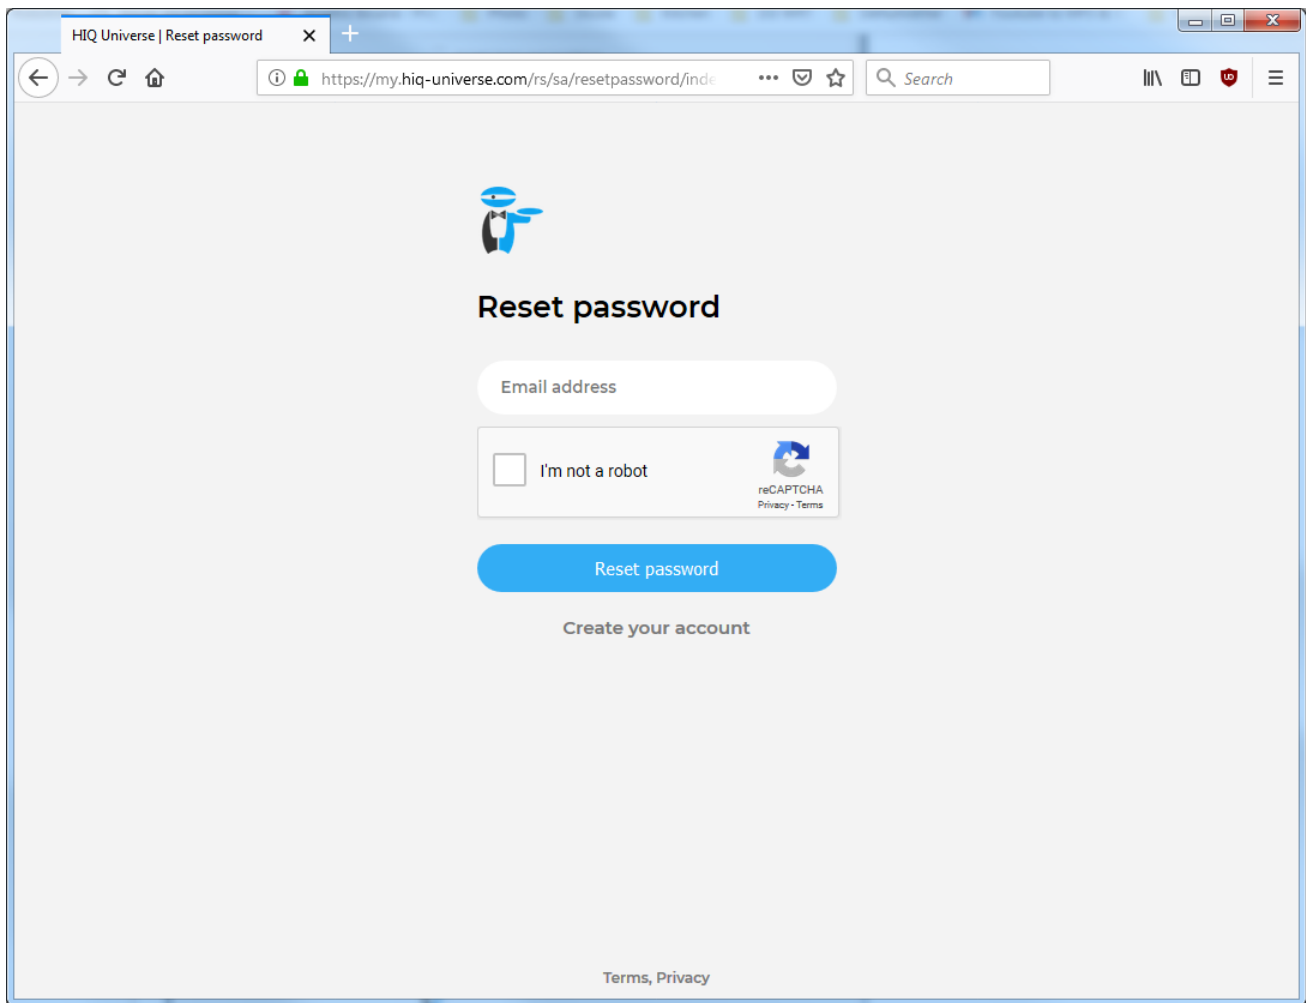 HIQ Universe | Reset password
https://my.hiq-universe.com/rs/sa/resetpassword/inde
Search
Reset password
Email address
I'm not a robot
reCAPTCHA
Privacy - Terms
Reset password
Create your account
Terms, Privacy